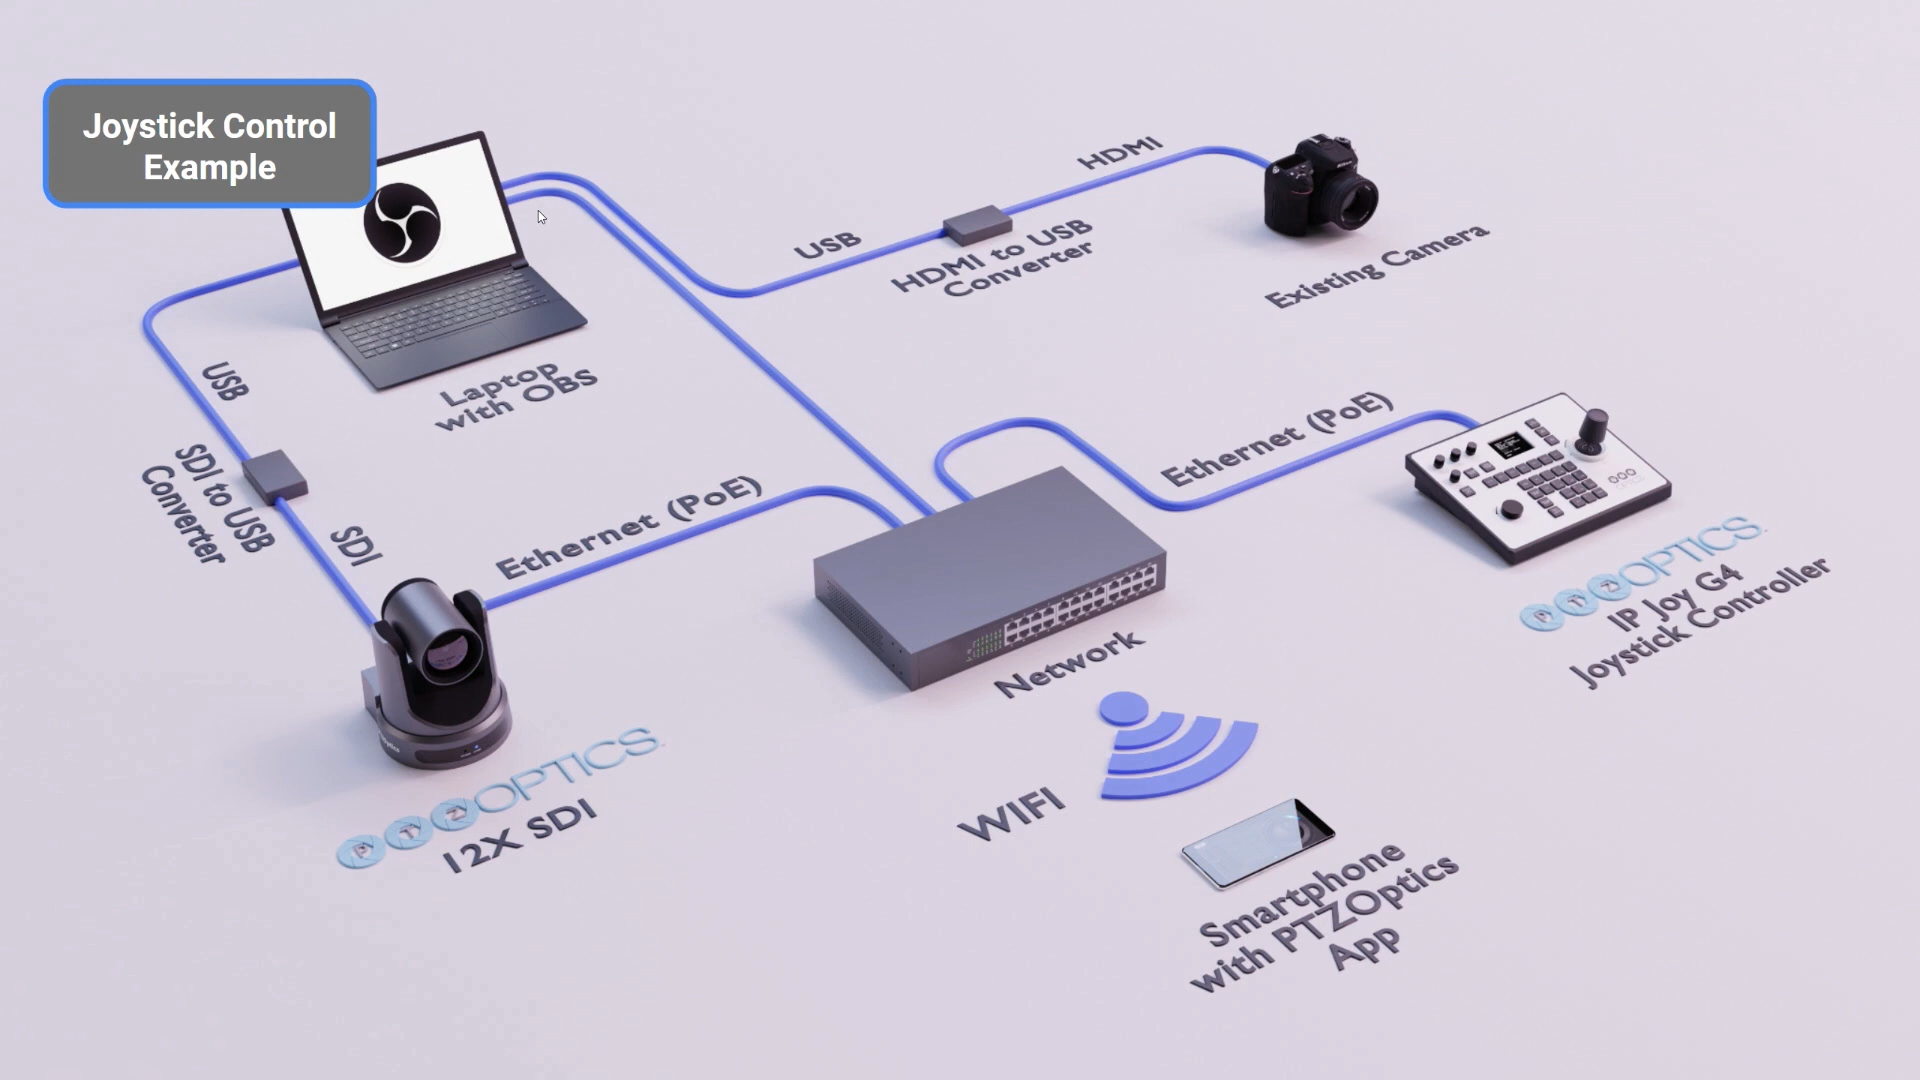 Joystick Control
Example
HDMI
USB
HDMI to USB
Converter
Existing Camera
USB
Laptop
with OBS
SDI to USB
Converter
SDI
Ethernet (PoE)
Ethernet (PoE)
Network
PTZOPTICS
IP Joy G4
Joystick Controller
PTZOPTICS
12X SDI
WIFI
Smartphone
with PTZOptics
App